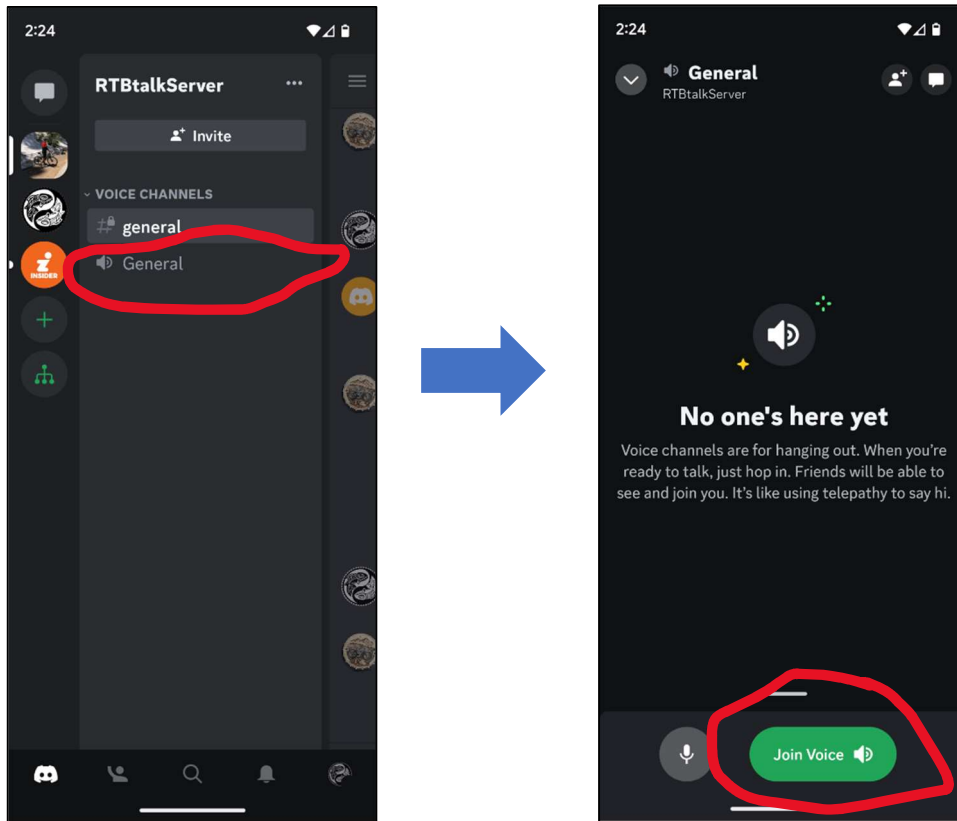 2:24
RTBtalkServer
Invite
VOICE CHANNELS
general
General
INSIDER
2:24
General
RTBtalkServer
No one's here yet
Voice channels are for hanging out. When you're
ready to talk, just hop in. Friends will be able to
see and join you. It's like using telepathy to say hi.
Join Voice